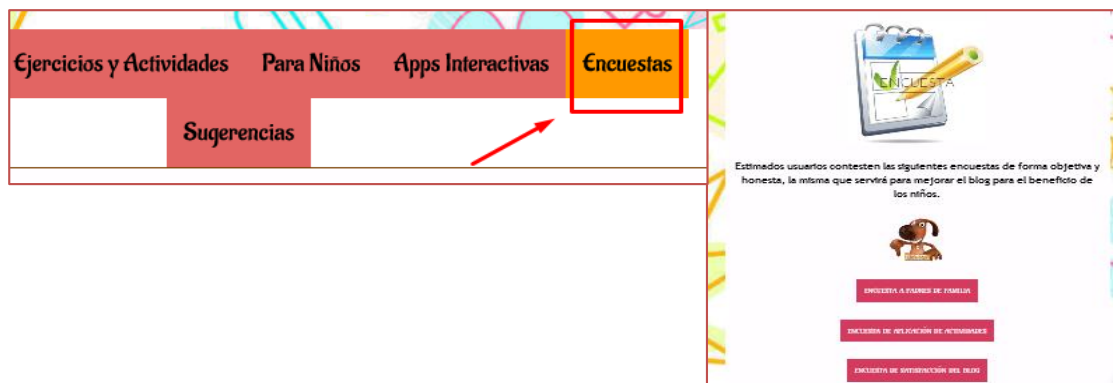 Ejercicios y Actividades Para Niños Apps Interactivas Encuestas
Sugerencias
ENCUESTA
Estimados usuarios contesten las siguientes encuestas de forma objetiva y
honesta, la misma que servirá para mejorar el blog para el beneficio de
los niños.
ENCUESTA A PADRES DE FAMILIA
ENCUESTA DE APLICACIÓN DE ACTIVIDADES
ENCUESTA DE SATISFACCIÓN DEL BLOG